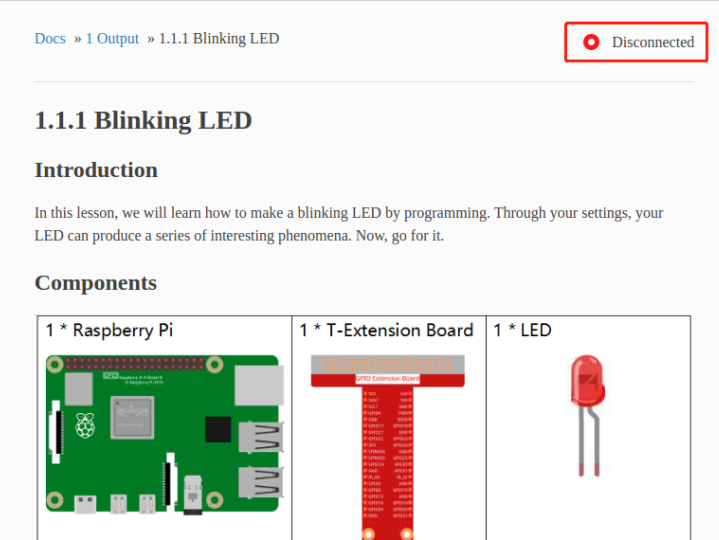 Docs » 1 Output » 1.1.1 Blinking LED
Disconnected
1.1.1 Blinking LED
Introduction
In this lesson, we will learn how to make a blinking LED by programming. Through your settings, your
LED can produce a series of interesting phenomena. Now, go for it.
Components
1 * Raspberry Pi
1 * T-Extension Board
1 * LED
GPIO Extension Board